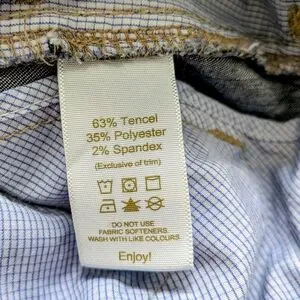 63% Tencel
35% Polyester
2% Spandex
(Exclusive of trim)
DO NOT USE
FABRIC SOFTENERS.
WASH WITH LIKE COLOURS.
Enjoy!